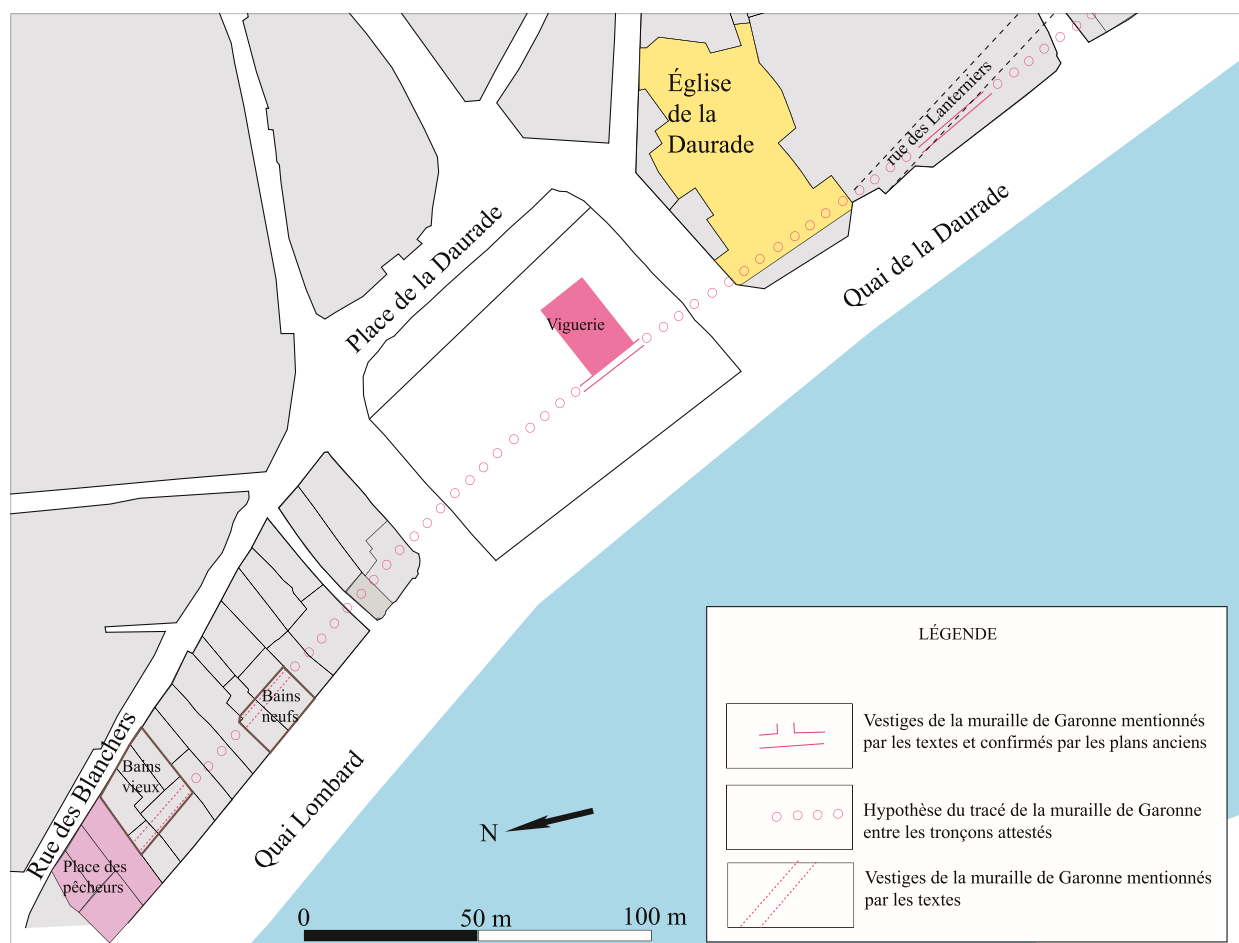 Église
de la
Daurade
rue des Lanterniers
Place de la Daurade
Quai de la Daurade
Viguerie
Bains
neufs
Bains
vieux
Rue des Blanchers
Place des
pêcheurs
Quai Lombard
N
0
50 m
100 m
LÉGENDE
Vestiges de la muraille de Garonne mentionnés
par les textes et confirmés par les plans anciens
Hypothèse du tracé de la muraille de Garonne
entre les tronçons attestés
Vestiges de la muraille de Garonne mentionnés
par les textes